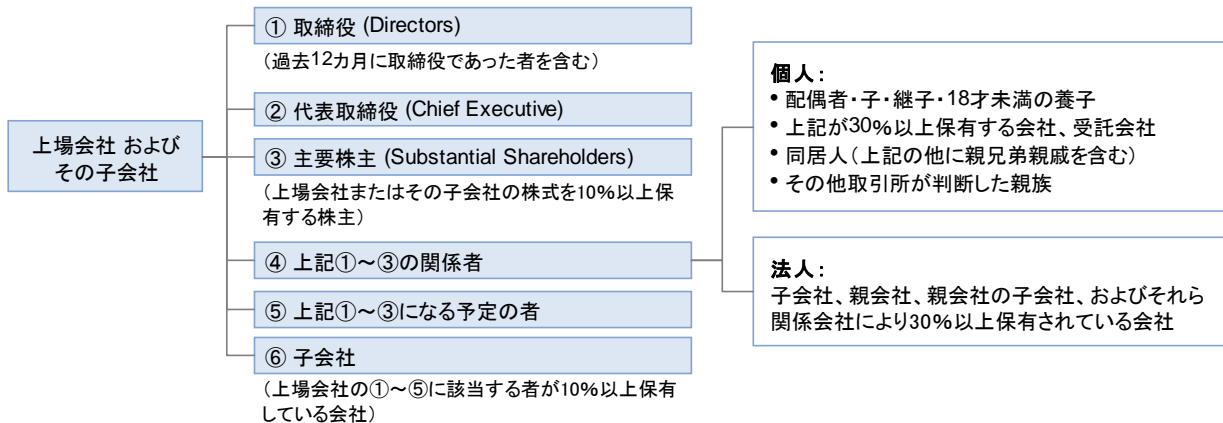 上場会社 および
その子会社
① 取締役 (Directors)
（過去12カ月に取締役であった者を含む）
② 代表取締役 (Chief Executive)
③ 主要株主 (Substantial Shareholders)
（上場会社またはその子会社の株式を10％以上保
有する株主）
④ 上記①～③の関係者
⑤ 上記①～③になる予定の者
⑥ 子会社
（上場会社の①～⑤に該当する者が10％以上保有
している会社）
個人：
• 配偶者・子・継子・18才未満の養子
• 上記が30％以上保有する会社、受託会社
• 同居人（上記の他に親兄弟親戚を含む）
• その他取引所が判断した親族
法人：
子会社、親会社、親会社の子会社、およびそれら
関係会社により30％以上保有されている会社